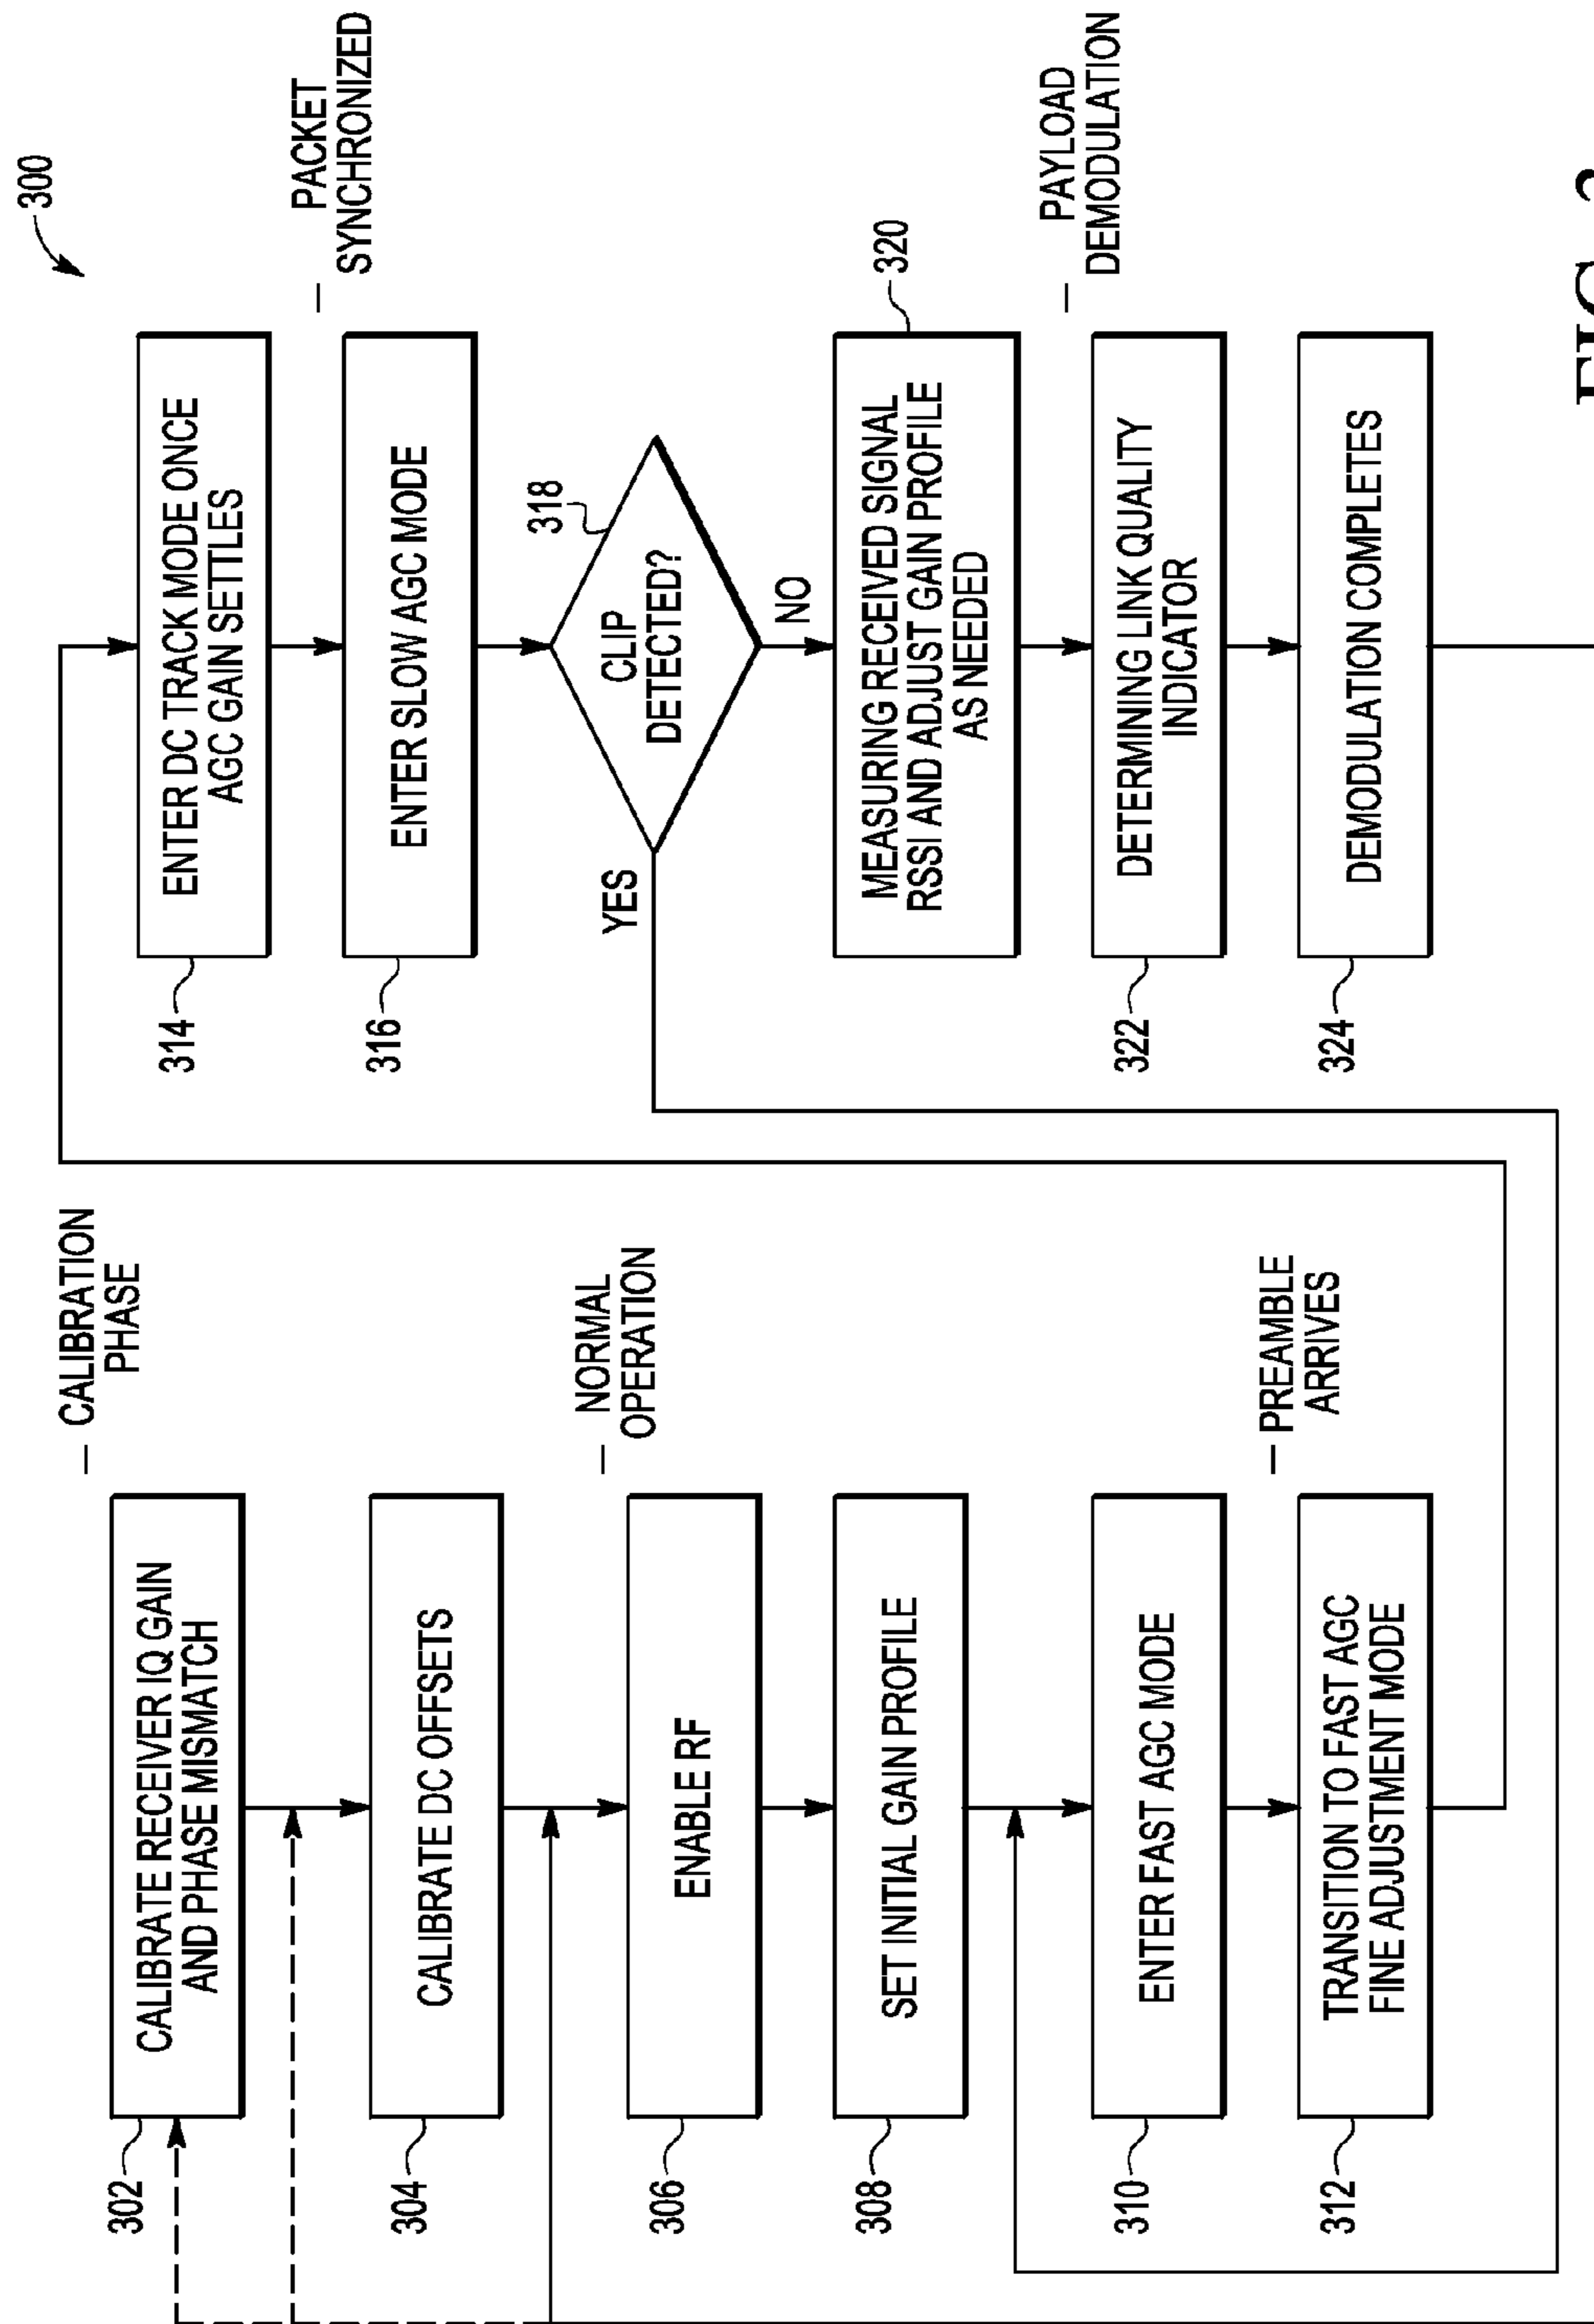 300
CALIBRATION
PHASE
302
CALIBRATE RECEIVER IQ GAIN
AND PHASE MISMATCH
304
CALIBRATE DC OFFSETS
NORMAL
OPERATION
306
ENABLE RF
308
SET INITIAL GAIN PROFILE
310
ENTER FAST AGC MODE
PREAMBLE
ARRIVES
312
TRANSITION TO FAST AGC
FINE ADJUSTMENT MODE
314
ENTER DC TRACK MODE ONCE
AGC GAIN SETTLES
PACKET
SYNCHRONIZED
316
ENTER SLOW AGC MODE
318
CLIP
DETECTED?
YES
NO
320
MEASURING RECEIVED SIGNAL
RSSI AND ADJUST GAIN PROFILE
AS NEEDED
PAYLOAD
DEMODULATION
322
DETERMINING LINK QUALITY
INDICATOR
324
DEMODULATION COMPLETES